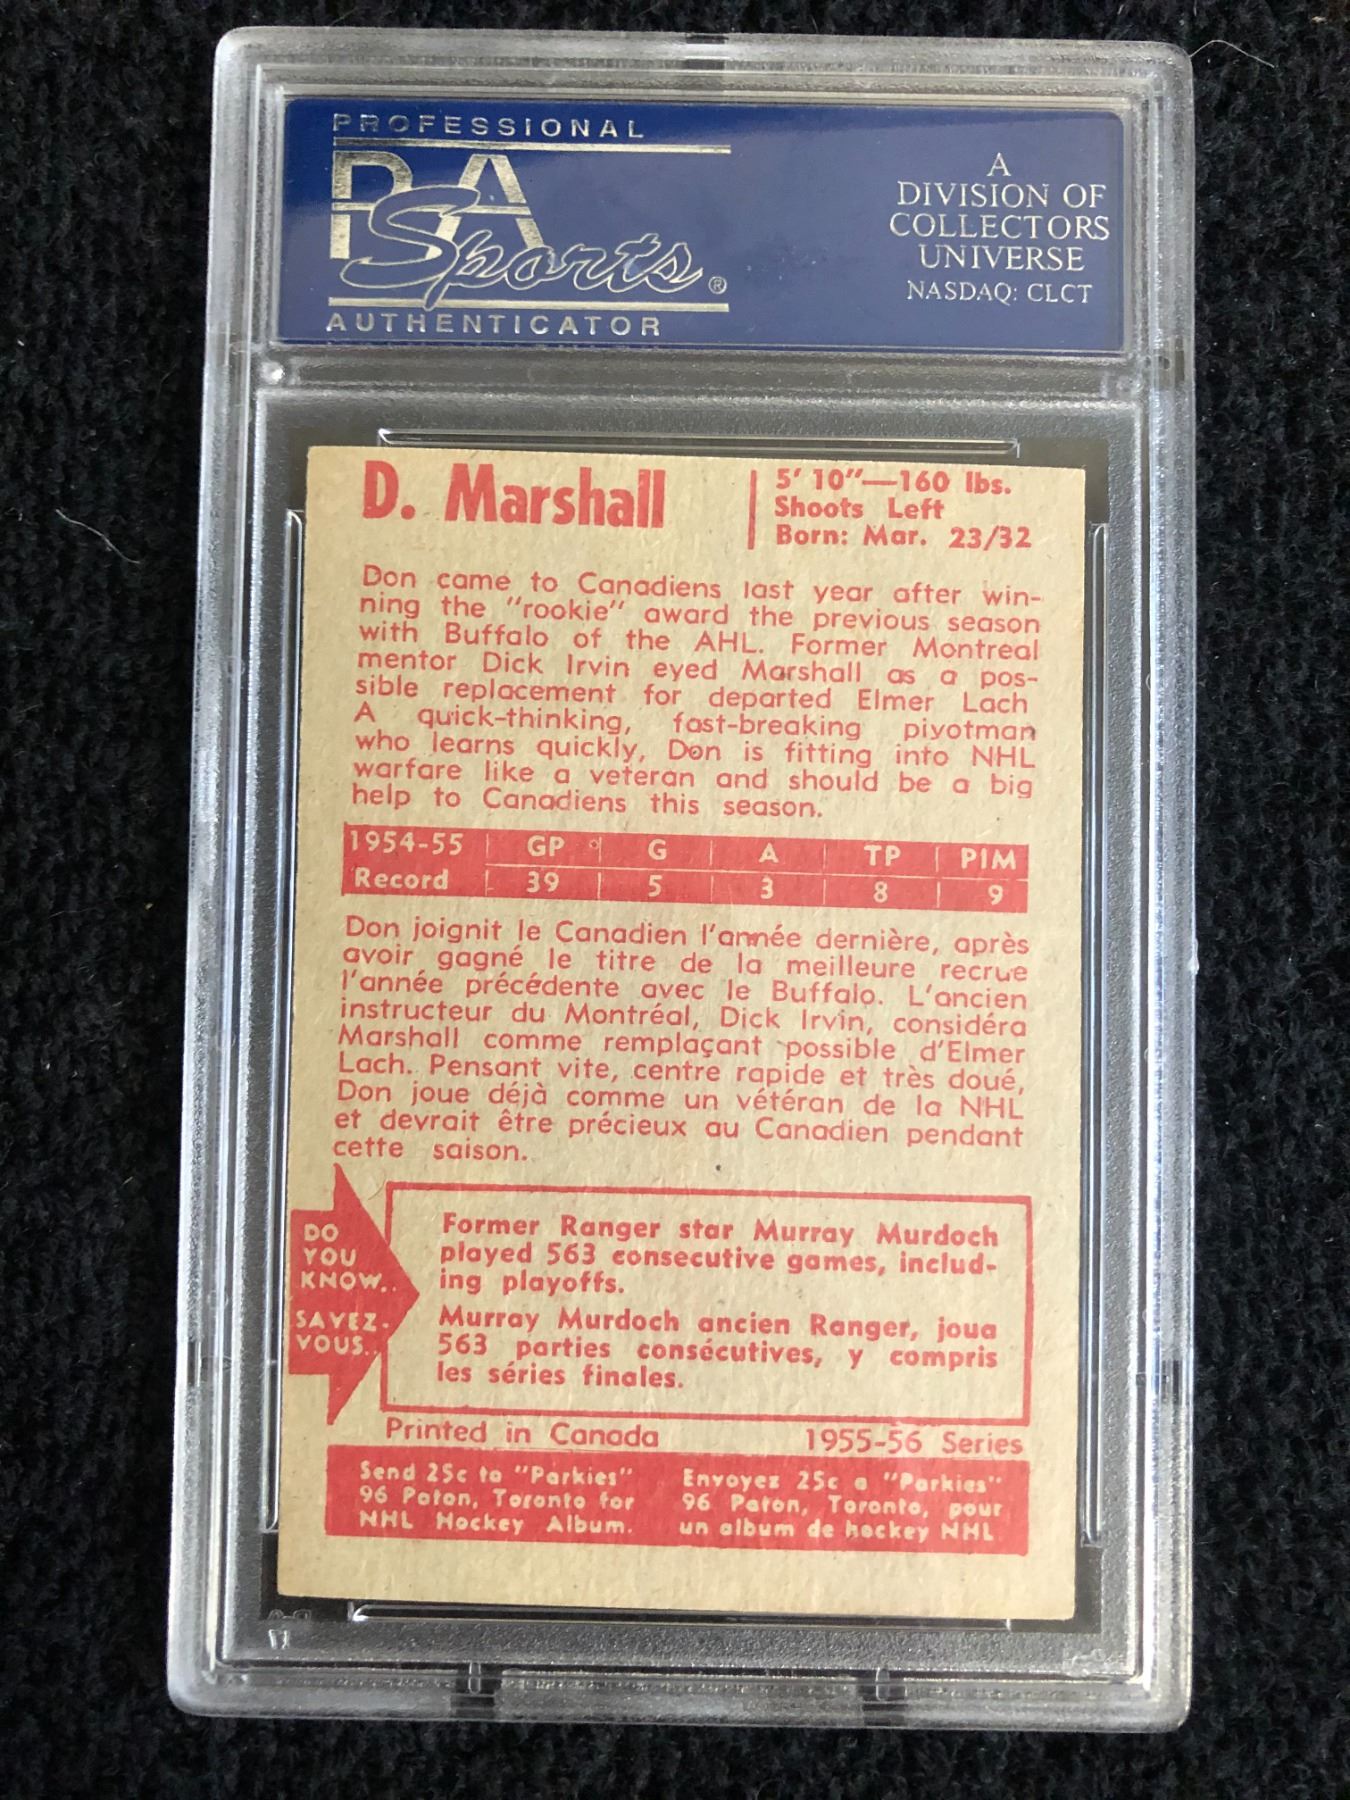 PROFESSIONAL
PSA
Sports®
AUTHENTICATOR
A
DIVISION OF
COLLECTORS
UNIVERSE
NASDAQ: CLCT
D. Marshall
5' 10"—160 lbs.
Shoots Left
Born: Mar. 23/32
Don came to Canadiens last year after win-
ning the "rookie" award the previous season
with Buffalo of the AHL. Former Montreal
mentor Dick Irvin eyed Marshall as a pos-
sible replacement for departed Elmer Lach
A quick-thinking, fast-breaking pivotman
who learns quickly, Don is fitting into NHL
warfare like a veteran and should be a big
help to Canadiens this season.
1954-55 GP G A TP PIM
Record 39 5 3 8 9
Don joignit le Canadien l'année dernière, après
avoir gagné le titre de la meilleure recrue
l'année précédente avec le Buffalo. L'ancien
instructeur du Montréal, Dick Irvin, considéra
Marshall comme remplaçant possible d'Elmer
Lach. Pensant vite, centre rapide et très doué,
Don joue déjà comme un vétéran de la NHL
et devrait être précieux au Canadien pendant
cette saison.
DO
YOU
KNOW..
SAVEZ-
VOUS..
Former Ranger star Murray Murdoch
played 563 consecutive games, includ-
ing playoffs.
Murray Murdoch ancien Ranger, joua
563 parties consécutives, y compris
les séries finales.
Printed in Canada 1955-56 Series
Send 25c to "Parkies"
96 Paton, Toronto for
NHL Hockey Album.
Envoyez 25c a "Parkies"
96 Paton, Toronto, pour
un album de hockey NHL